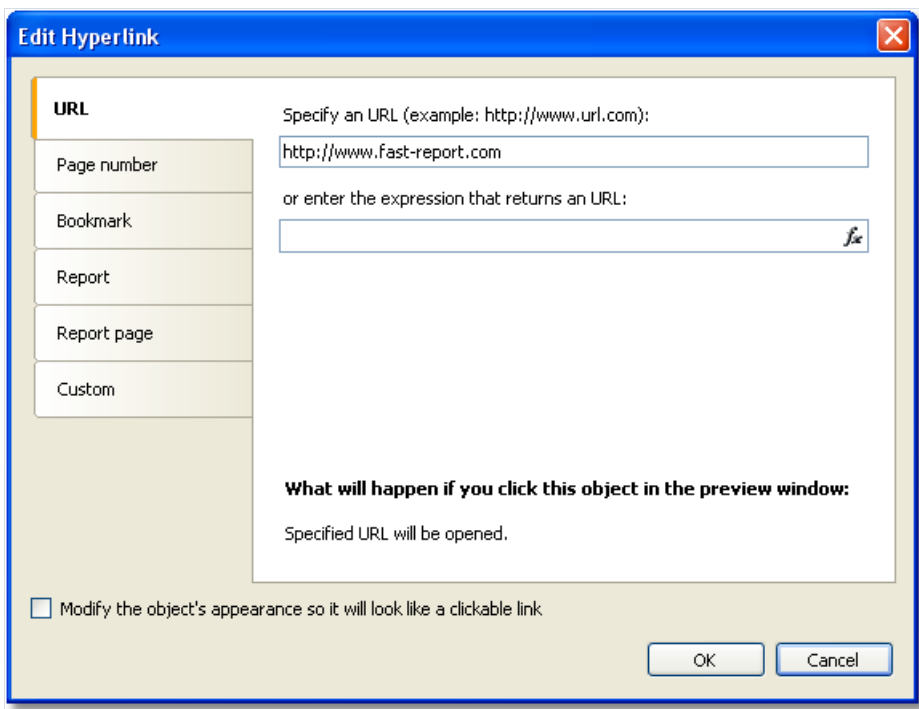 Edit Hyperlink
URL
Page number
Bookmark
Report
Report page
Custom
Specify an URL (example: http://www.url.com):
http://www.fast-report.com
or enter the expression that returns an URL:
fx
What will happen if you click this object in the preview window:
Specified URL will be opened.
Modify the object's appearance so it will look like a clickable link
OK
Cancel